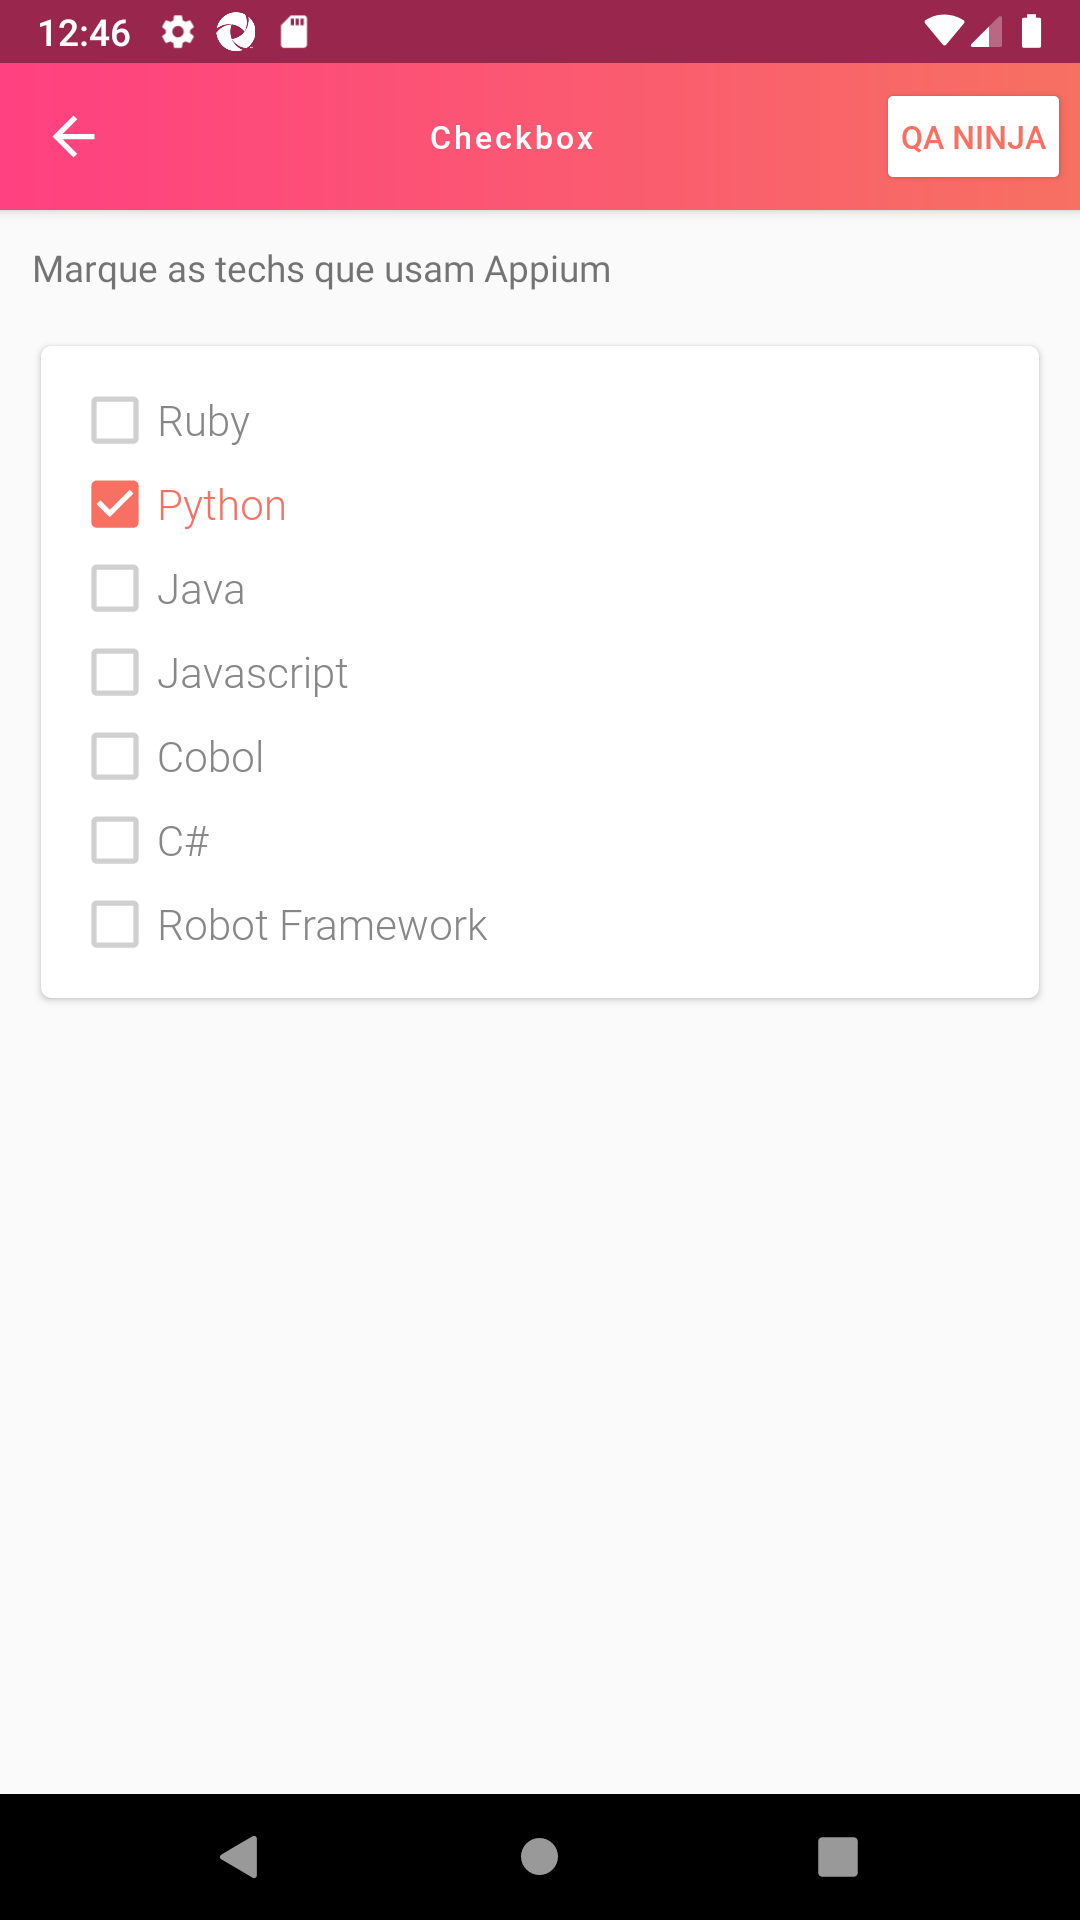 12:46
Checkbox
QA NINJA
Marque as techs que usam Appium
Ruby
Python
Java
Javascript
Cobol
C#
Robot Framework